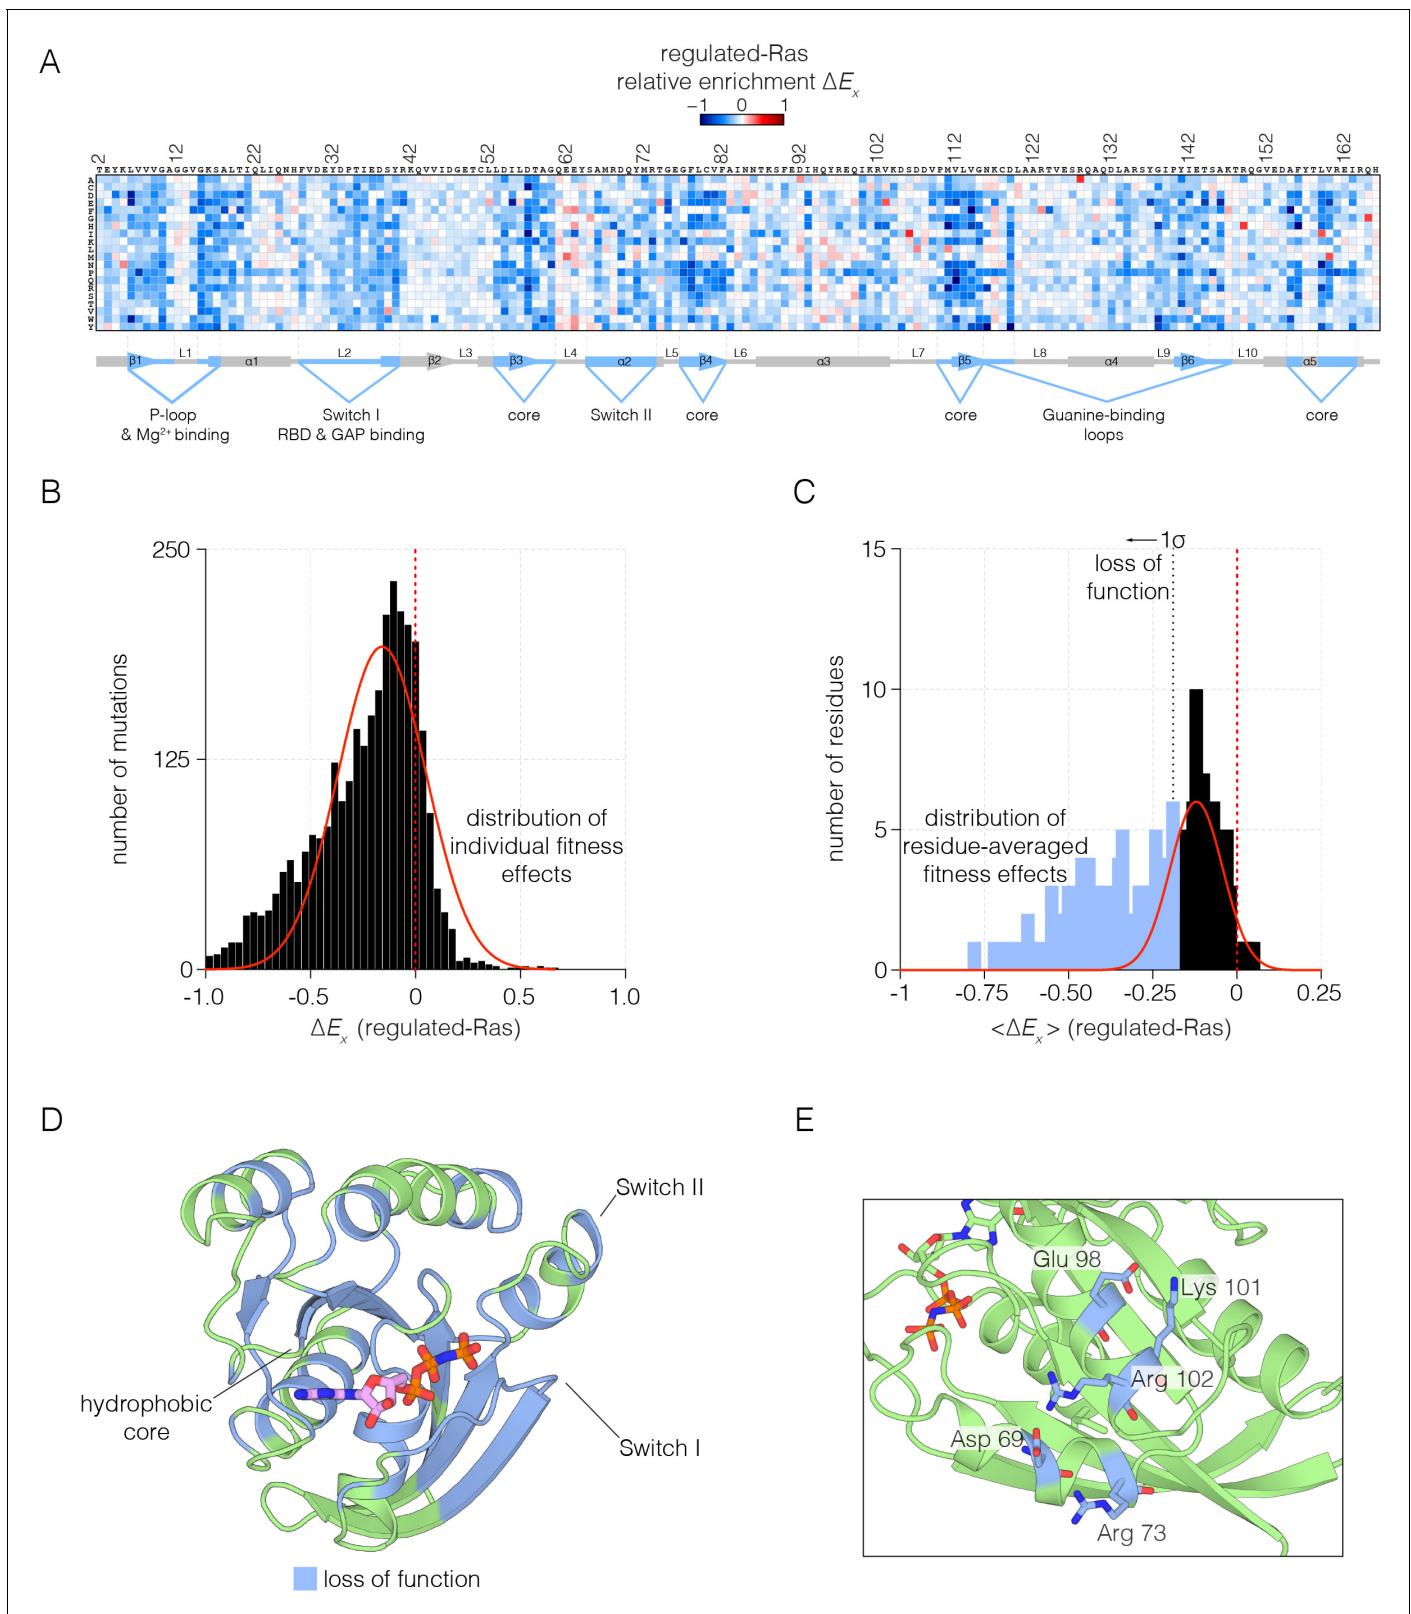 A
regulated-Ras
relative enrichment ΔEx
−1 0 1
2 12 22 32 42 52 62 72 82 92 102 112 122 132 142 152 162
TEYKLVVVGAGGVGKSALTIQLIQNHFVDEYDPTIEDSYRKQVVIDGETCLLDILDTAGQEEYSAMRDQYMRTGEGFLCVFAINNTKSFEDIHQYREQIKRVKDSDDVPMVLVGNKCDLAARTVESRQAQDLARSYGIPYIETSAKTRQGVEDAFYTLVREIRQH
A
C
D
E
F
G
H
I
K
L
M
N
P
Q
R
S
T
V
W
Y
β1 L1 α1 L2 β2 L3 β3 L4 α2 L5 β4 L6 α3 L7 β5 L8 α4 L9 β6 L10 α5
P-loop
& Mg²⁺ binding
Switch I
RBD & GAP binding
core
Switch II
core
core
Guanine-binding
loops
core
B
250
125
0
number of mutations
distribution of
individual fitness
effects
-1.0 -0.5 0 0.5 1.0
ΔEx (regulated-Ras)
C
1σ
loss of
function
15
10
5
0
number of residues
distribution of
residue-averaged
fitness effects
-1 -0.75 -0.50 -0.25 0 0.25
<ΔEx> (regulated-Ras)
D
Switch II
hydrophobic
core
Switch I
loss of function
E
Glu 98
Lys 101
Arg 102
Asp 69
Arg 73